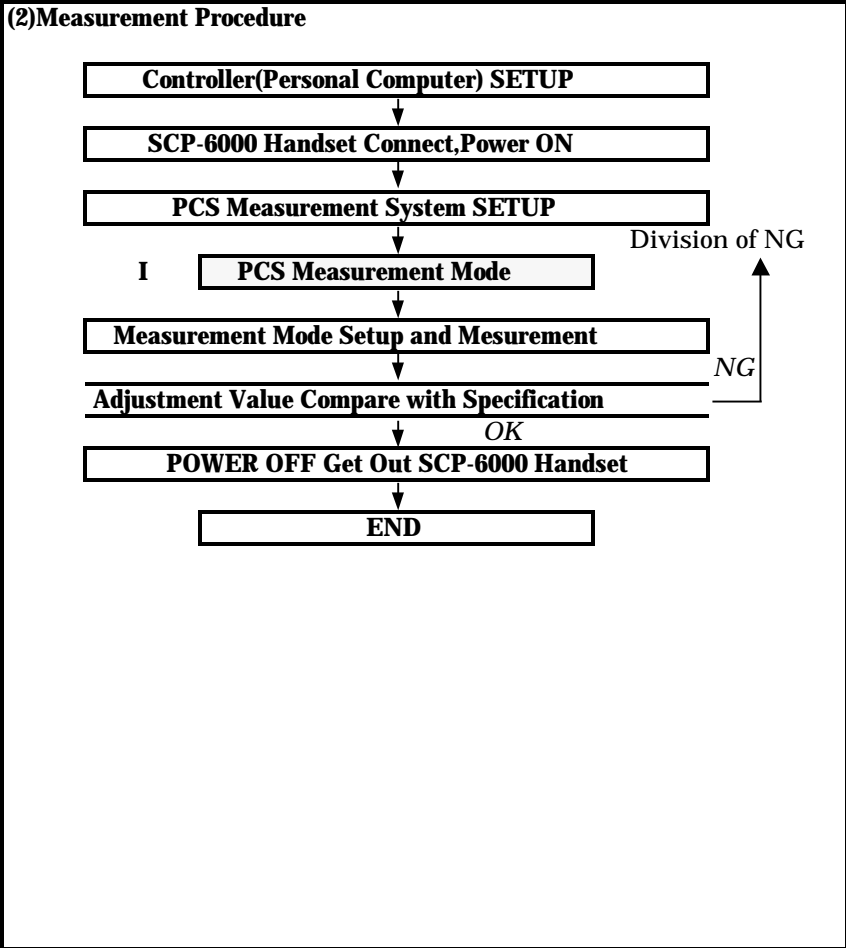 (2)Measurement Procedure
Controller(Personal Computer) SETUP
SCP-6000 Handset Connect,Power ON
PCS Measurement System SETUP
Division of NG
I PCS Measurement Mode
Measurement Mode Setup and Mesurement
NG
Adjustment Value Compare with Specification
OK
POWER OFF Get Out SCP-6000 Handset
END